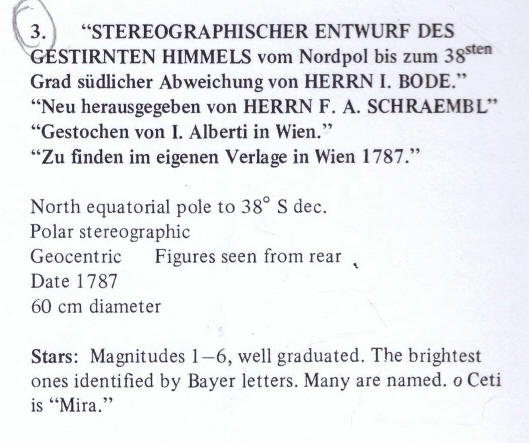 3. “STEREOGRAPHISCHER ENTWURF DES
GESTIRNTEN HIMMELS vom Nordpol bis zum 38sten
Grad südlicher Abweichung von HERRN I. BODE.”
“Neu herausgegeben von HERRN F. A. SCHRAEMBL”
“Gestochen von I. Alberti in Wien.”
“Zu finden im eigenen Verlage in Wien 1787.”
North equatorial pole to 38° S dec.
Polar stereographic
Geocentric Figures seen from rear
Date 1787
60 cm diameter
Stars: Magnitudes 1–6, well graduated. The brightest
ones identified by Bayer letters. Many are named. o Ceti
is “Mira.”